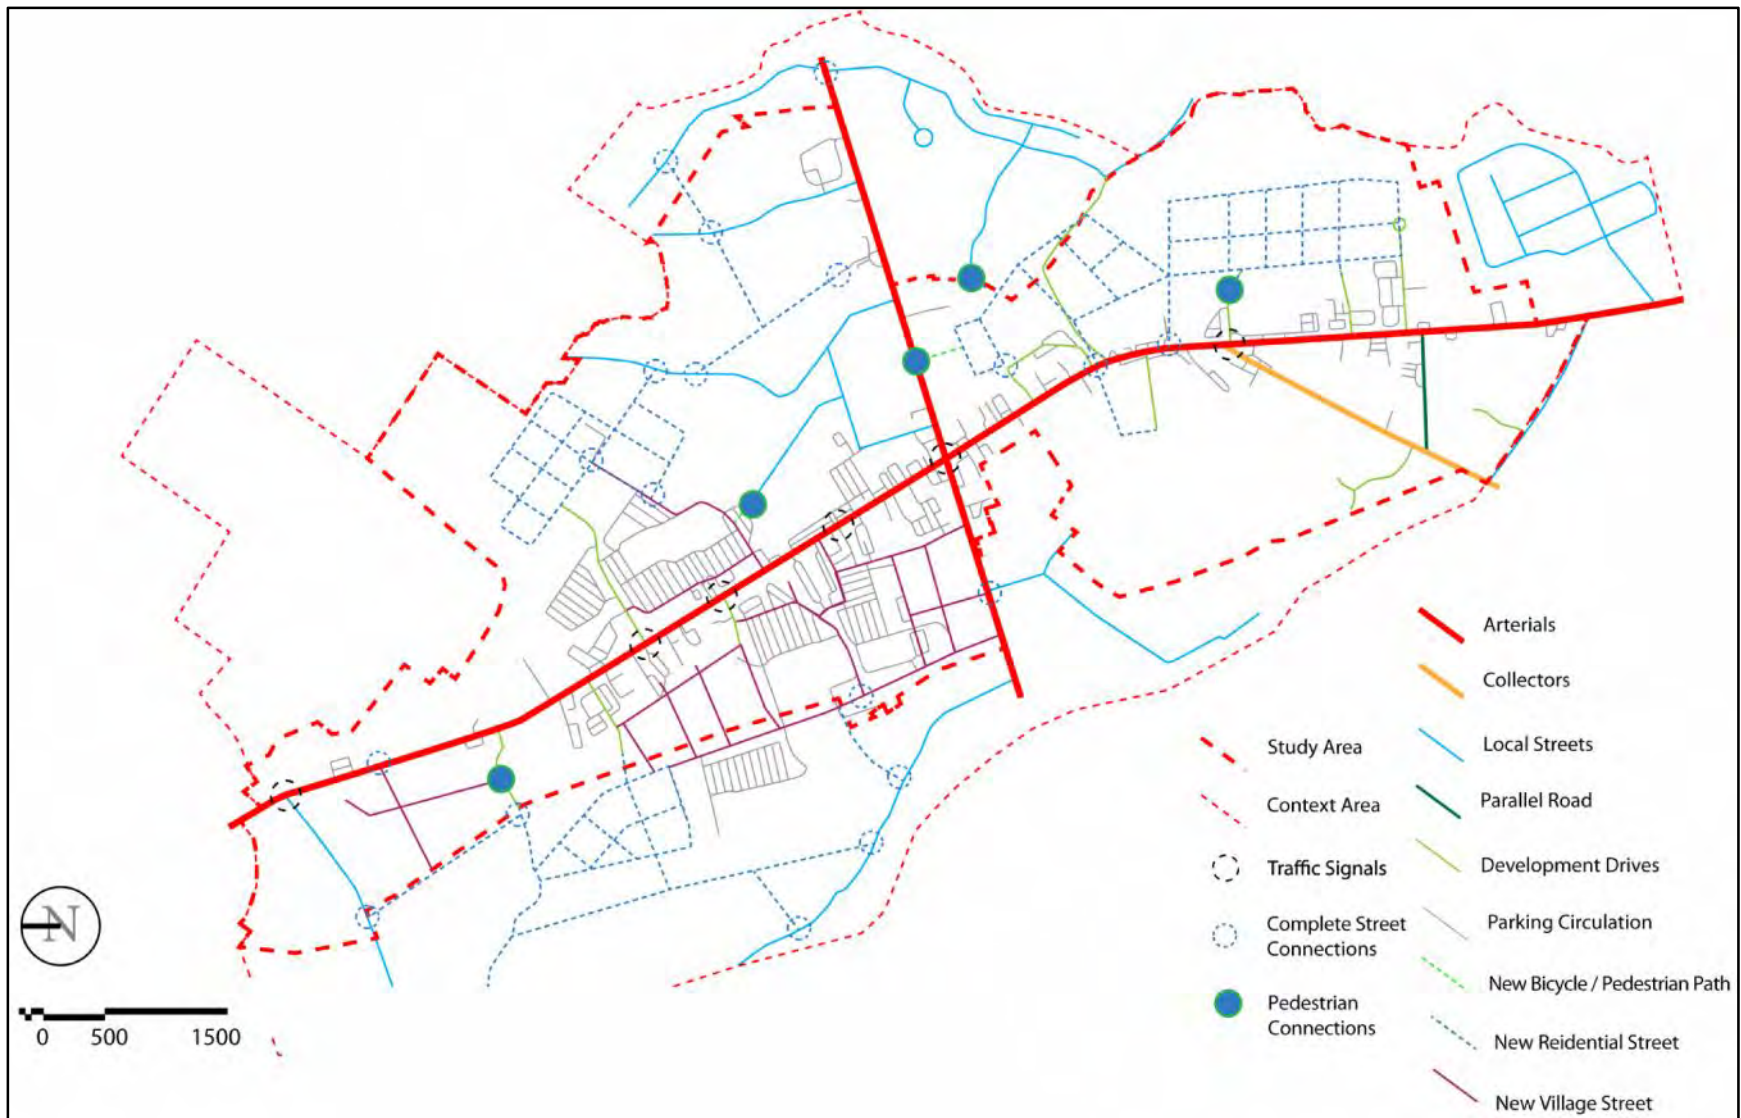 Arterials
Collectors
Study Area
Local Streets
Context Area
Parallel Road
Traffic Signals
Development Drives
Complete Street
Connections
Parking Circulation
New Bicycle / Pedestrian Path
Pedestrian
Connections
New Reidential Street
New Village Street
N
0 500 1500